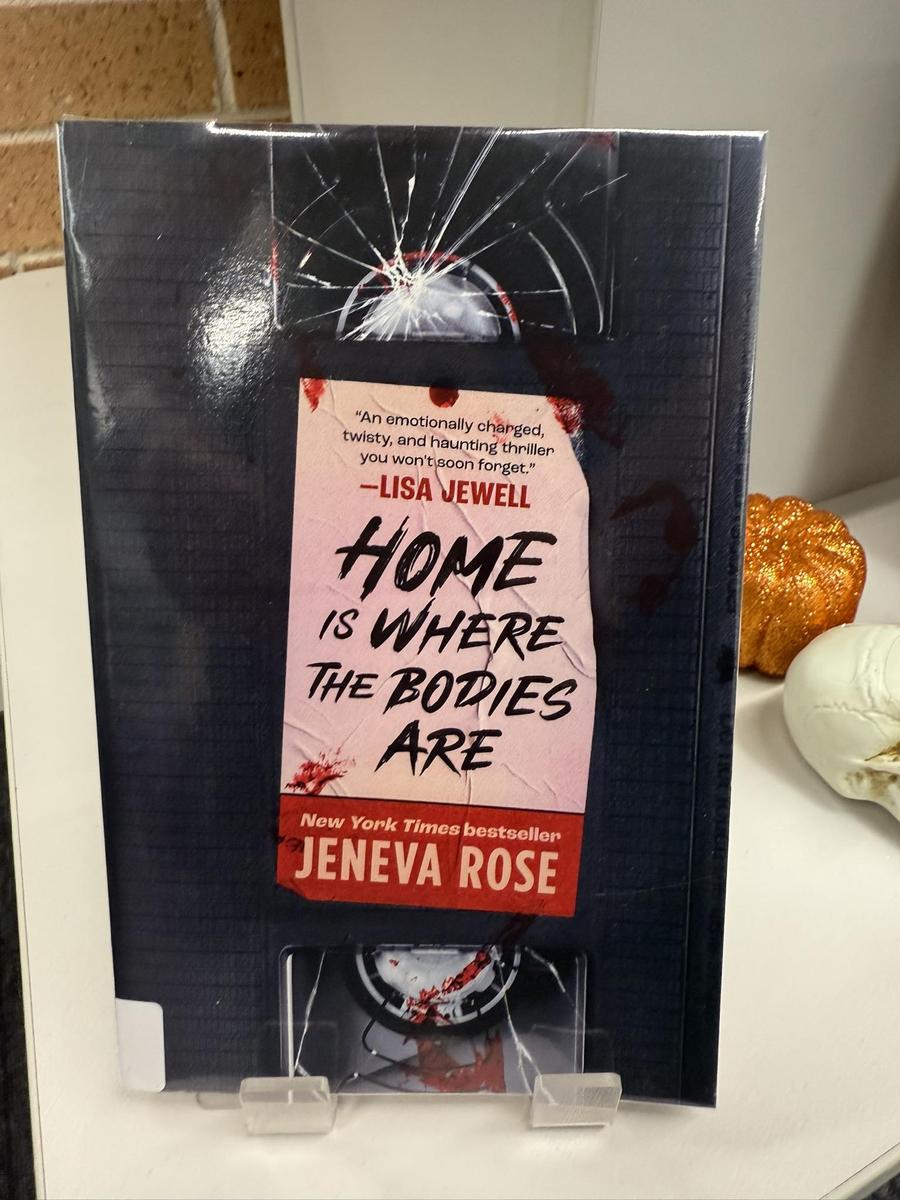 “An emotionally charged,
twisty, and haunting thriller
you won't soon forget.”
—LISA JEWELL
HOME
IS WHERE
THE BODIES
ARE
New York Times bestseller
JENEVA ROSE